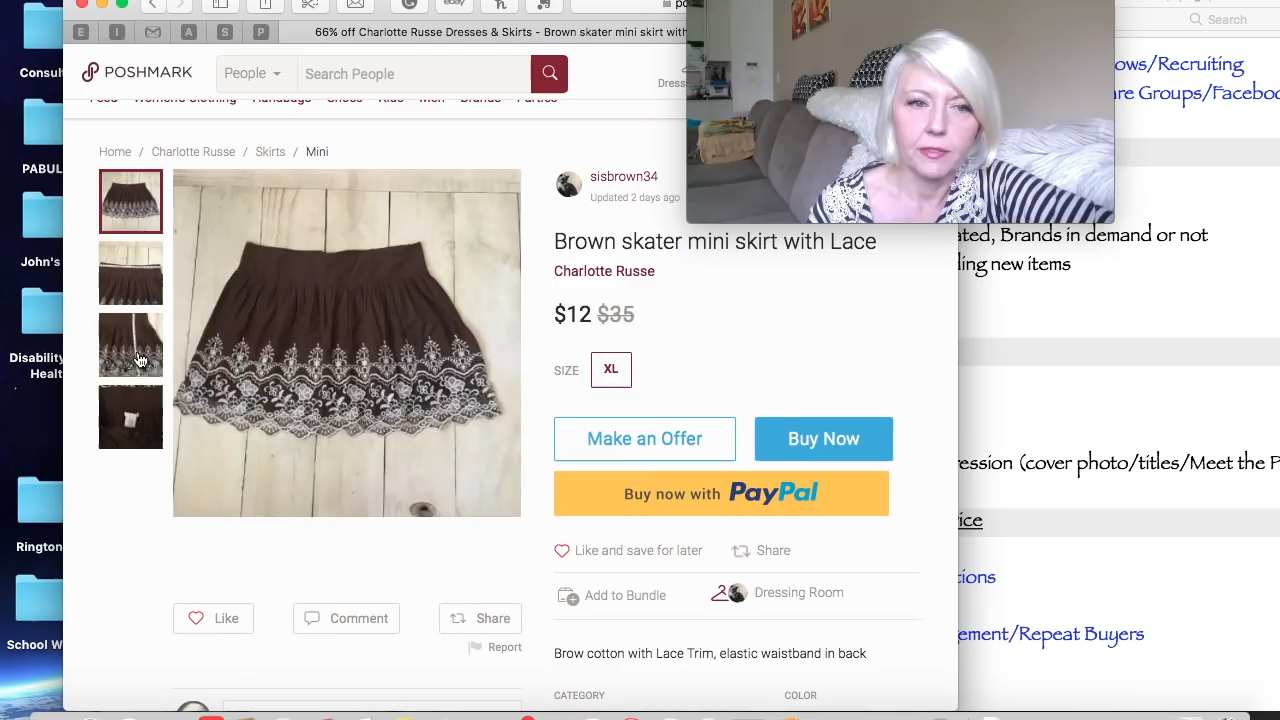 Search
E I A S P
66% off Charlotte Russe Dresses & Skirts - Brown skater mini skirt with
POSHMARK
People
Search People
Home / Charlotte Russe / Skirts / Mini
sisbrown34
Updated 2 days ago
Brown skater mini skirt with Lace
Charlotte Russe
$12 $35
SIZE XL
Make an Offer
Buy Now
Buy now with PayPal
Like and save for later
Share
Add to Bundle
Dressing Room
Like
Comment
Share
Report
Brow cotton with Lace Trim, elastic waistband in back
CATEGORY
COLOR
Consult
PABUL
John's
Disability
Healt
Rington
School W
ows/Recruiting
are Groups/Faceboo
ated, Brands in demand or not
ding new items
ression (cover photo/titles/Meet the P
ice
tions
ement/Repeat Buyers